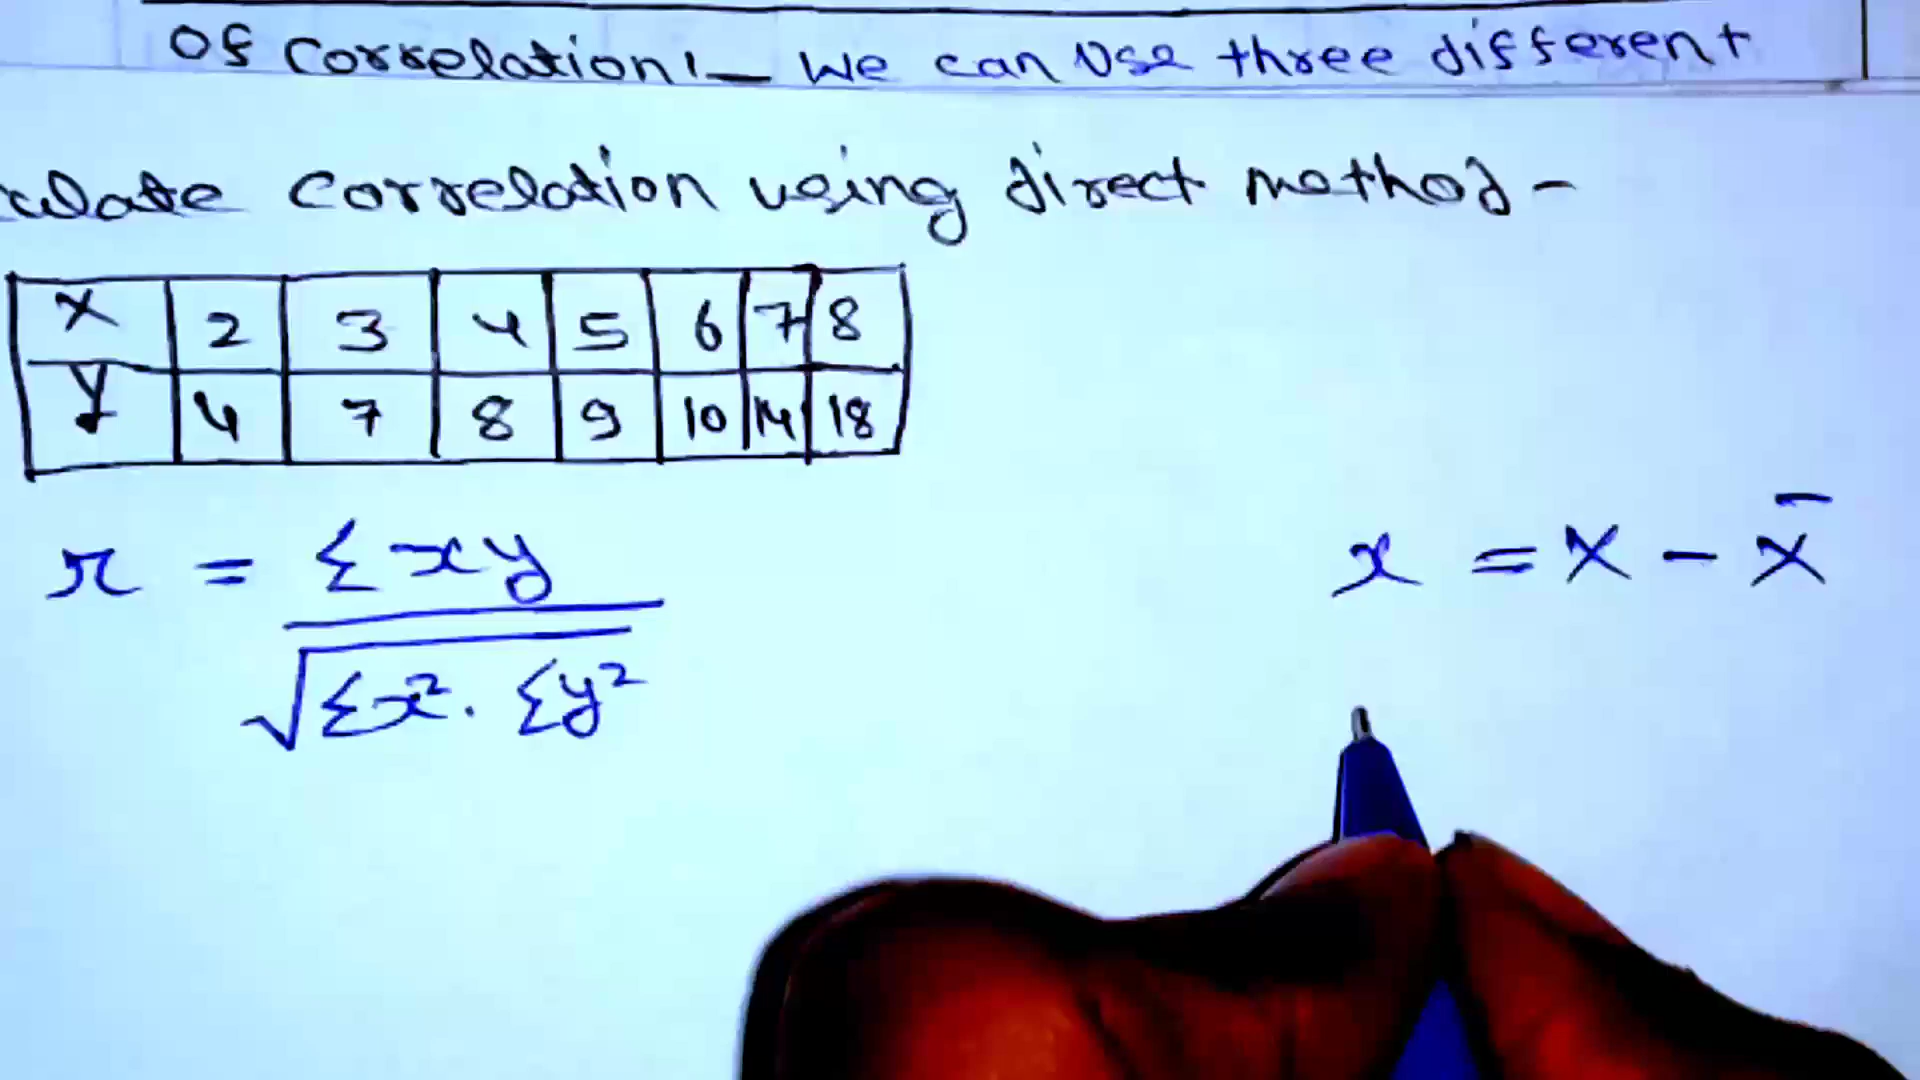 Of Correlation:— We can Use three different
culate Correlation using direct method -
X 2 3 4 5 6 7 8
Y 4 7 8 9 10 14 18
r = Σxy
√Σx². Σy²
x = X - X̄